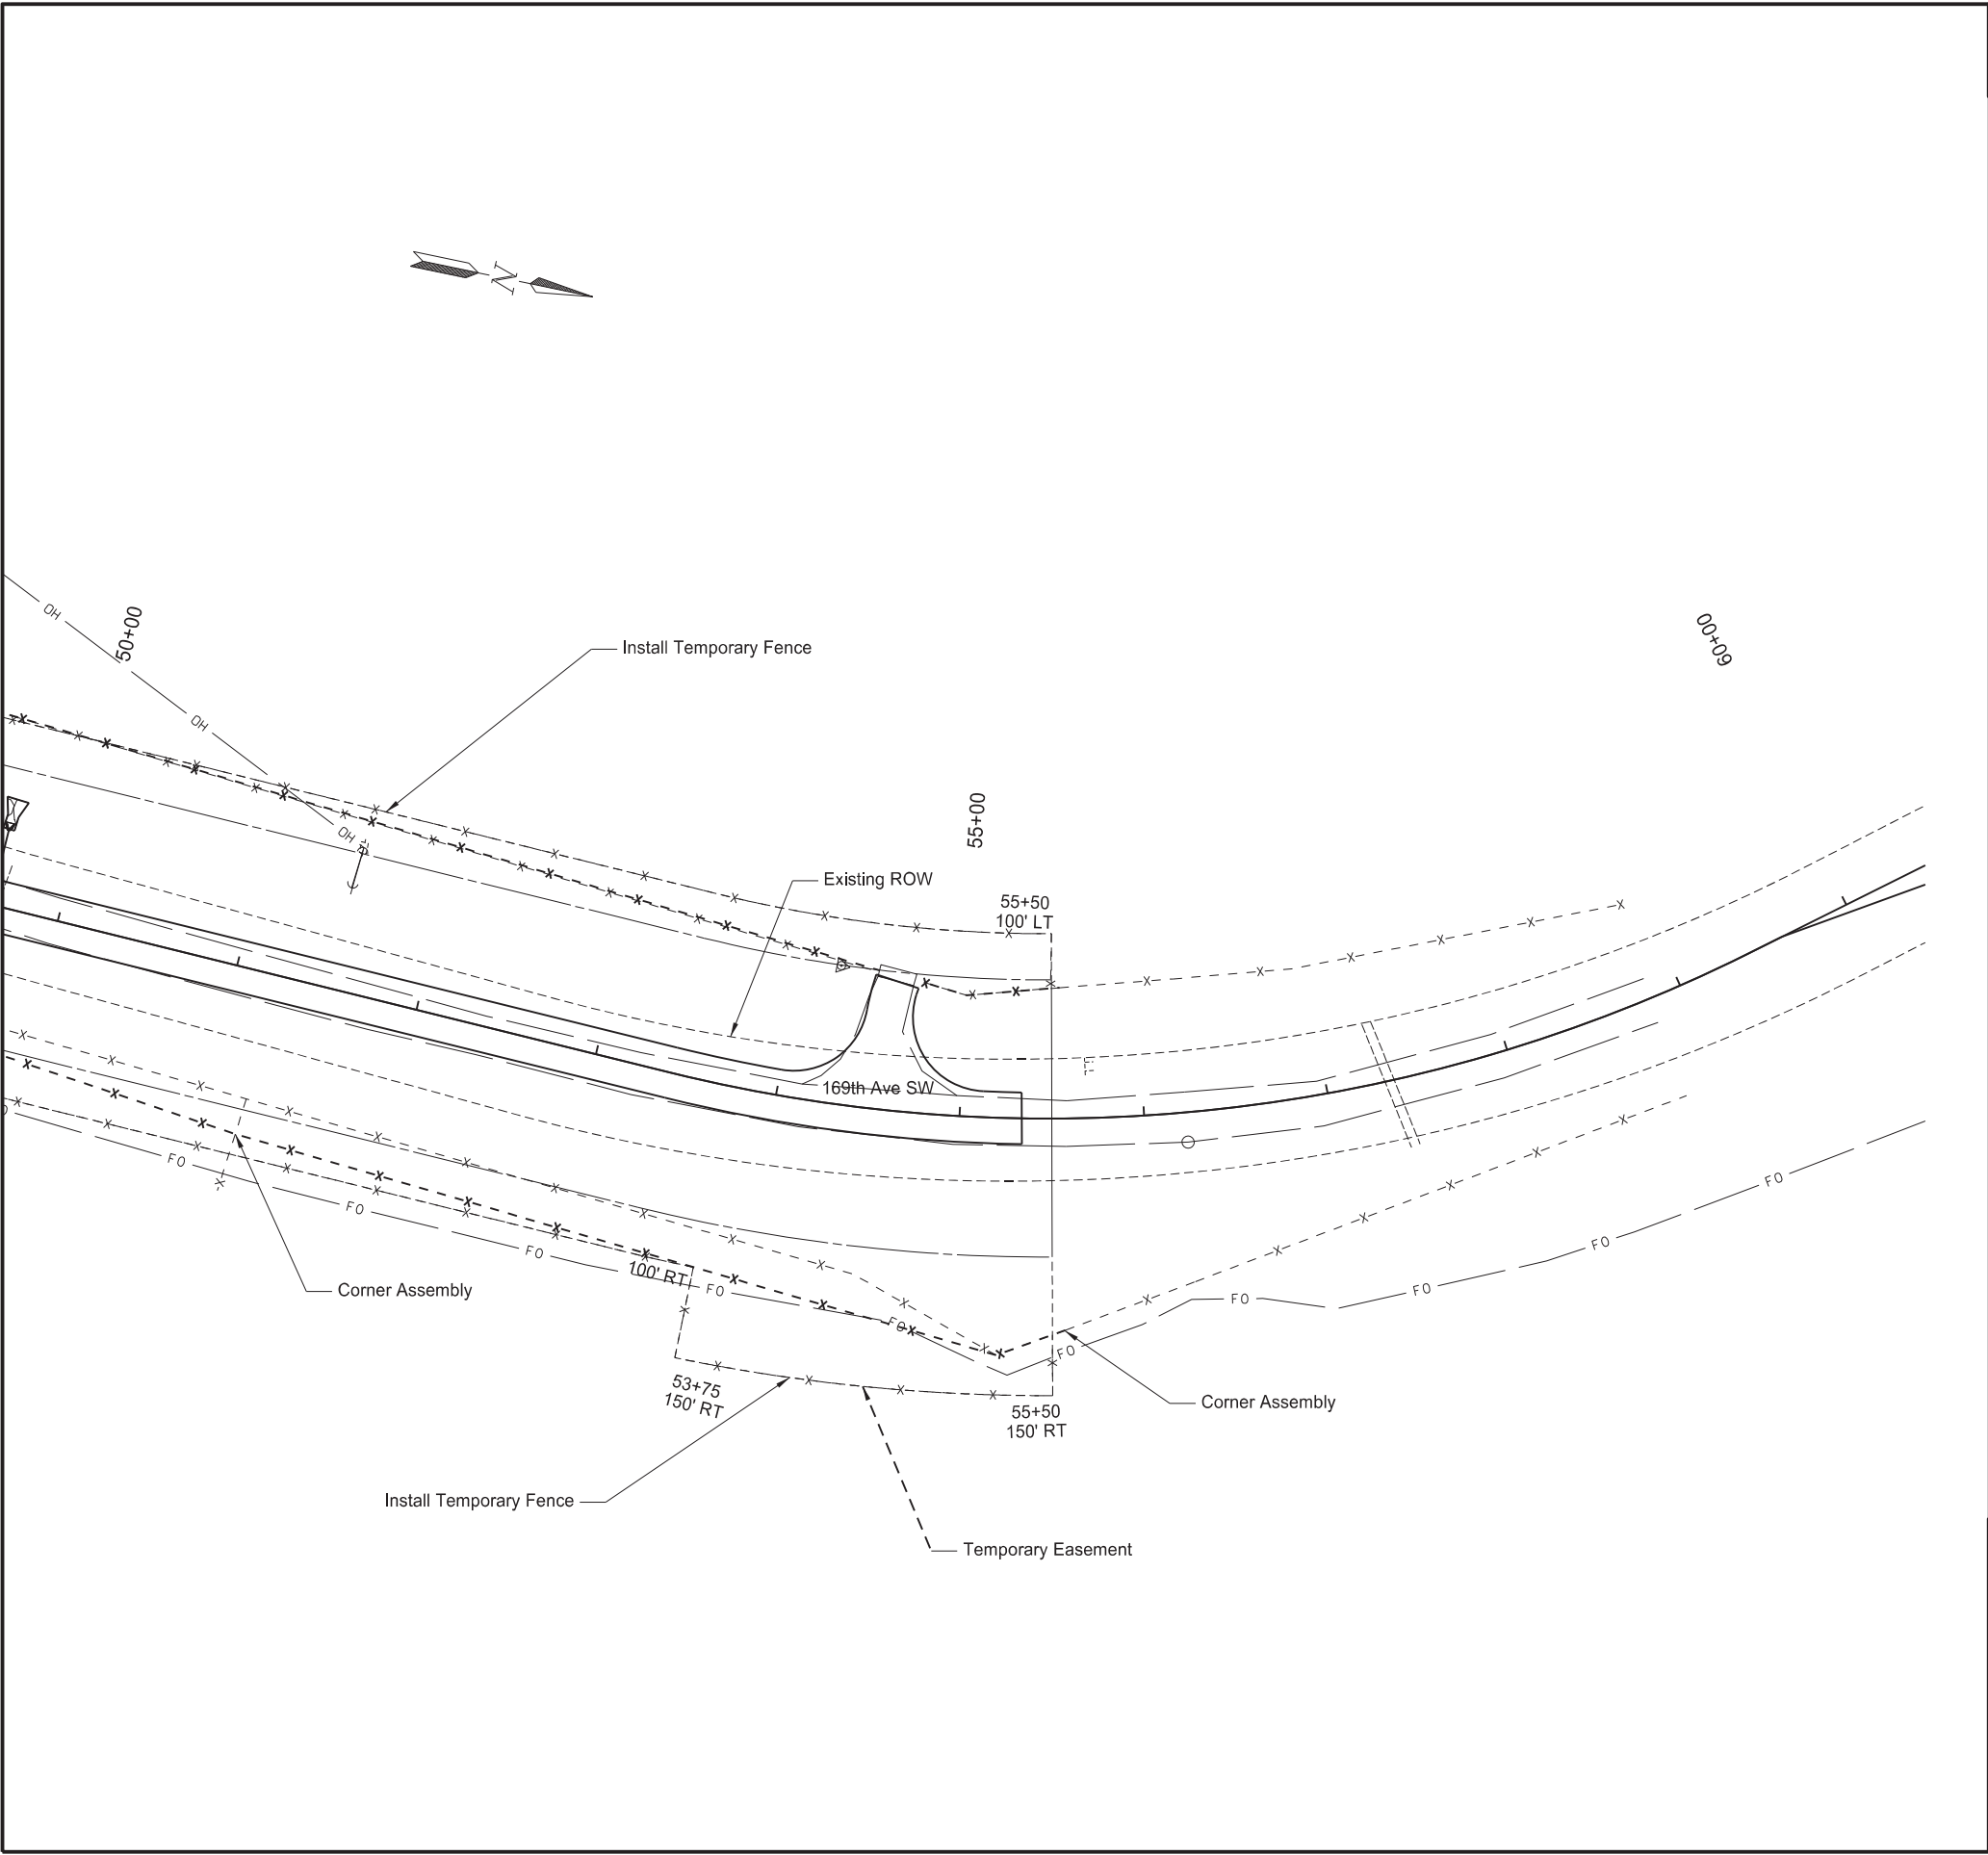 N
OH
50+00
60+00
Install Temporary Fence
OH
55+00
OH
Existing ROW
55+50
100' LT
169th Ave SW
FO
FO
FO
100' RT
FO
FO
FO
FO
FO
FO
FO
Corner Assembly
53+75
150' RT
55+50
150' RT
Corner Assembly
Install Temporary Fence
Temporary Easement